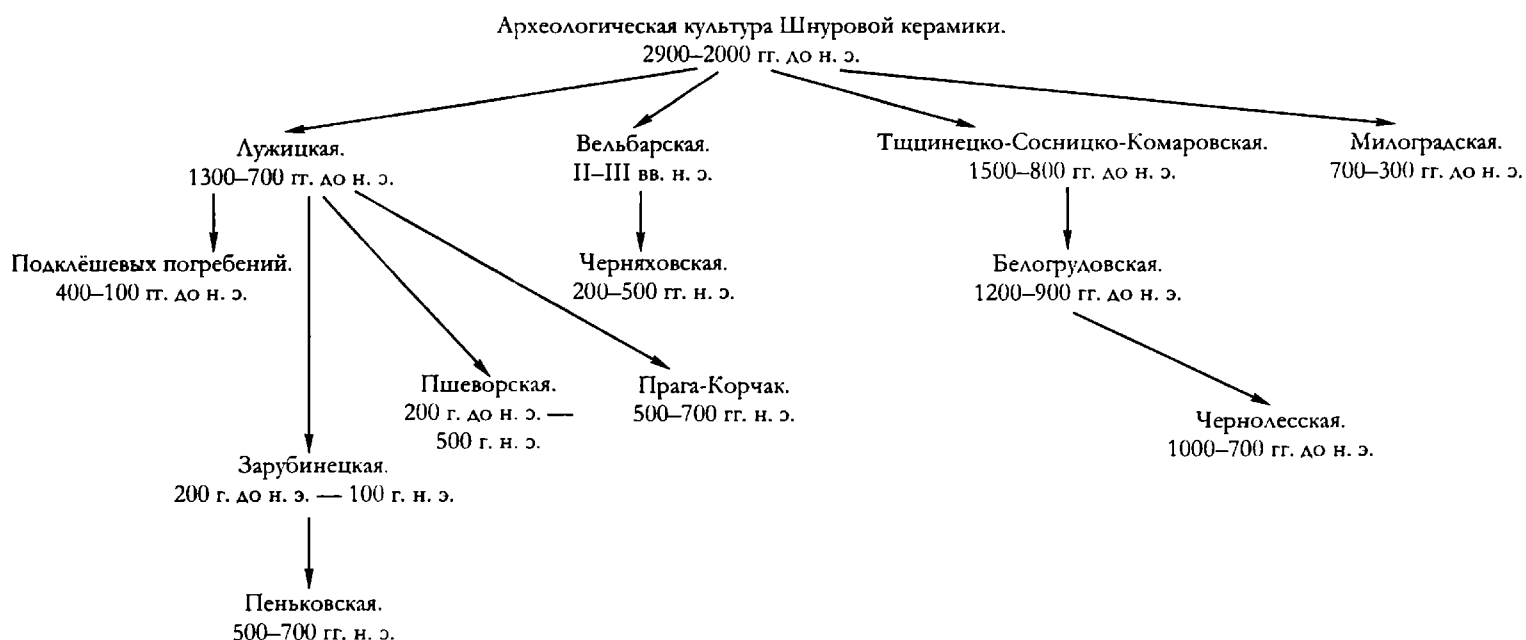 Археологическая культура Шнуровой керамики.
2900–2000 гг. до н. э.
Лужицкая.
1300–700 гг. до н. э.
Вельбарская.
II–III вв. н. э.
Тщцинецко-Сосницко-Комаровская.
1500–800 гг. до н. э.
Милоградская.
700–300 гг. до н. э.
Подклёшевых погребений.
400–100 гг. до н. э.
Черняховская.
200–500 гг. н. э.
Белогрудовская.
1200–900 гг. до н. э.
Пшеворская.
200 г. до н. э. —
500 г. н. э.
Прага-Корчак.
500–700 гг. н. э.
Чернолесская.
1000–700 гг. до н. э.
Зарубинецкая.
200 г. до н. э. — 100 г. н. э.
Пеньковская.
500–700 гг. н. э.